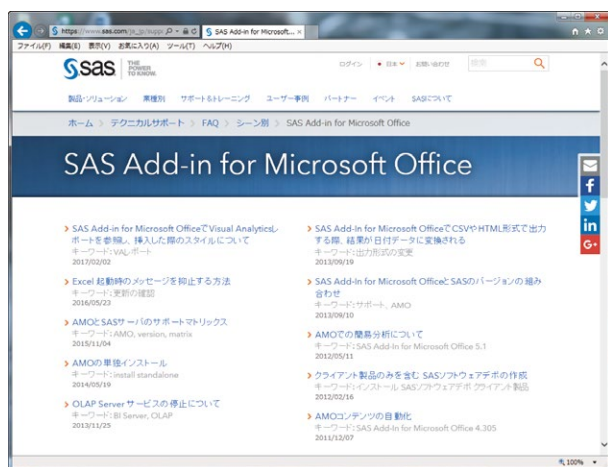 https://www.sas.com/ja_jp/supp
SAS Add-in for Microsoft...
ファイル(F) 編集(E) 表示(V) お気に入り(A) ツール(T) ヘルプ(H)
sas THE POWER TO KNOW.
ログイン 日本 お問い合わせ 検索
製品・ソリューション 業種別 サポート&トレーニング ユーザー事例 パートナー イベント SASについて
ホーム > テクニカルサポート > FAQ > シーン別 > SAS Add-in for Microsoft Office
SAS Add-in for Microsoft Office
SAS Add-in for Microsoft OfficeでVisual Analyticsレ
ポートを参照し、挿入した際のスタイルについて
キーワード:VAレポート
2017/02/02
Excel 起動時のメッセージを抑止する方法
キーワード:更新の確認
2016/05/23
AMOとSASサーバのサポートマトリックス
キーワード:AMO, version, matrix
2015/11/04
AMOの単独インストール
キーワード:install standalone
2014/05/19
OLAP Server サービスの停止について
キーワード:BI Server, OLAP
2013/11/25
SAS Add-In for Microsoft OfficeでCSVやHTML形式で出力
する際、結果が日付データに変換される
キーワード:出力形式の変更
2013/09/19
SAS Add-In for Microsoft OfficeとSASのバージョンの組み
合わせ
キーワード:サポート, AMO
2013/09/10
AMOでの簡易分析について
キーワード:SAS Add-In for Microsoft Office 5.1
2012/05/11
クライアント製品のみを含む SASソフトウェアデポの作成
キーワード:インストール SASソフトウェアデポ クライアント製品
2012/02/16
AMOコンテンツの自動化
キーワード:SAS Add-In for Microsoft Office 4.305
2011/12/07
100%